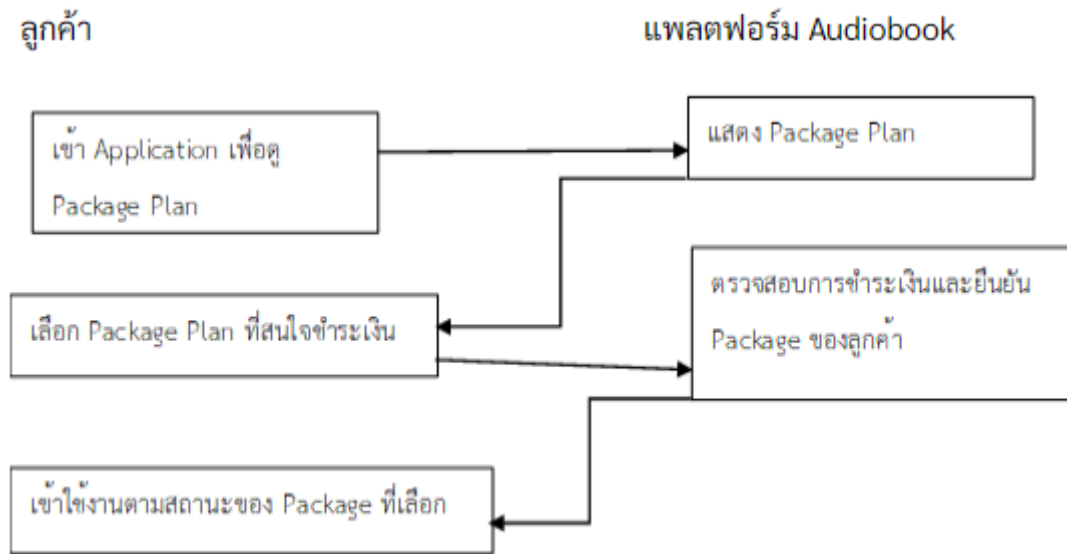 ลูกค้า
แพลตฟอร์ม Audiobook
เข้า Application เพื่อดู
Package Plan
แสดง Package Plan
เลือก Package Plan ที่สนใจชำระเงิน
ตรวจสอบการชำระเงินและยืนยัน
Package ของลูกค้า
เข้าใช้งานตามสถานะของ Package ที่เลือก